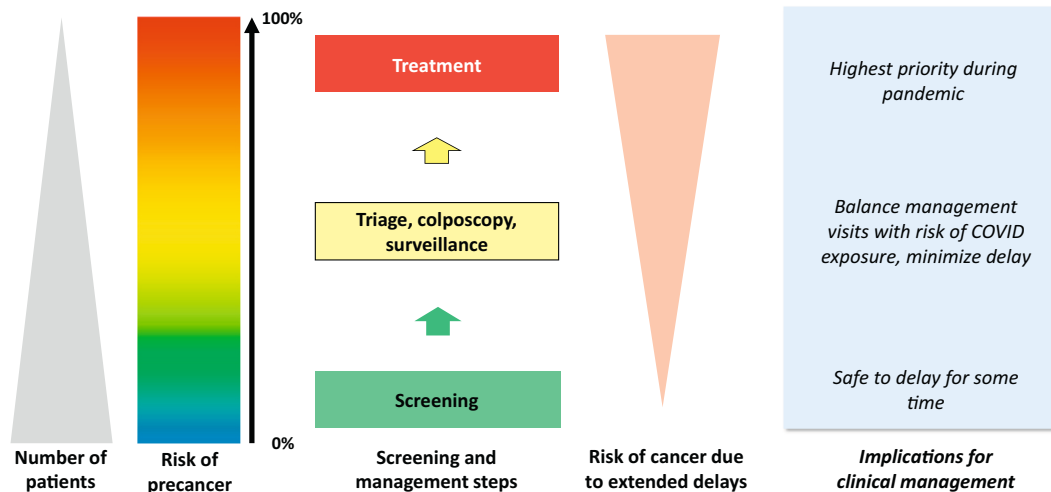 100%
Treatment
Highest priority during
pandemic
Triage, colposcopy,
surveillance
Balance management
visits with risk of COVID
exposure, minimize delay
Screening
Safe to delay for some
time
0%
Number of
patients
Risk of
precancer
Screening and
management steps
Risk of cancer due
to extended delays
Implications for
clinical management